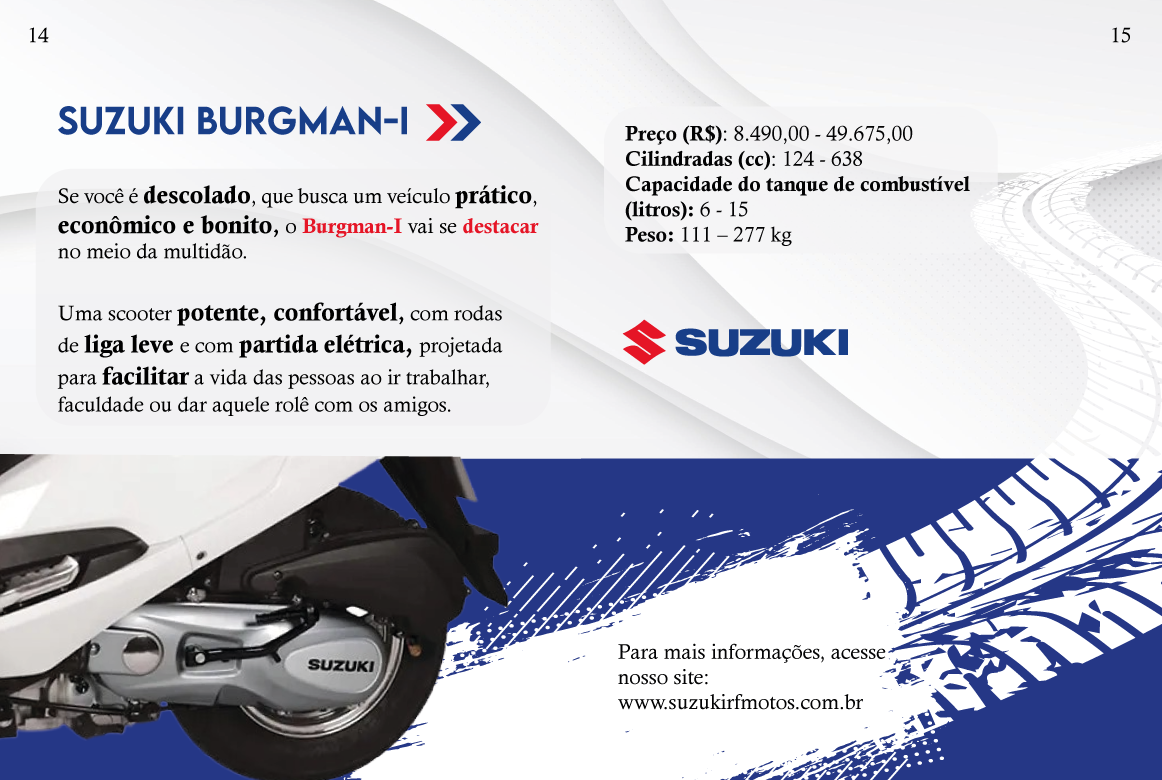 14
15
SUZUKI BURGMAN-I
Se você é descolado, que busca um veículo prático,
econômico e bonito, o Burgman-I vai se destacar
no meio da multidão.
Uma scooter potente, confortável, com rodas
de liga leve e com partida elétrica, projetada
para facilitar a vida das pessoas ao ir trabalhar,
faculdade ou dar aquele rolê com os amigos.
Preço (R$): 8.490,00 - 49.675,00
Cilindradas (cc): 124 - 638
Capacidade do tanque de combustível
(litros): 6 - 15
Peso: 111 – 277 kg
SUZUKI
SUZUKI
Para mais informações, acesse
nosso site:
www.suzukirfmotos.com.br